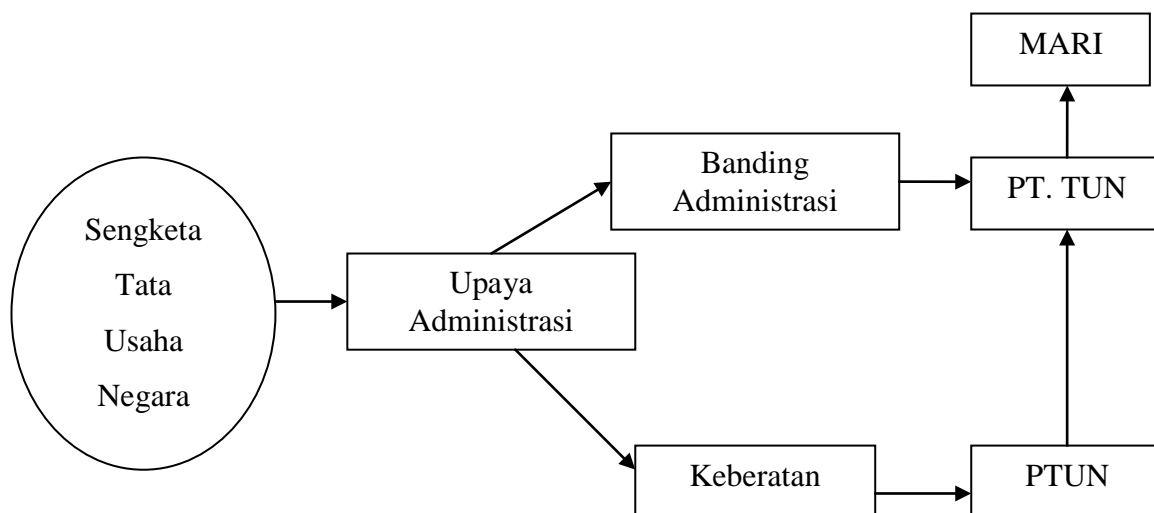 MARI
Banding
Administrasi
PT. TUN
Sengketa
Tata
Usaha
Negara
Upaya
Administrasi
Keberatan
PTUN